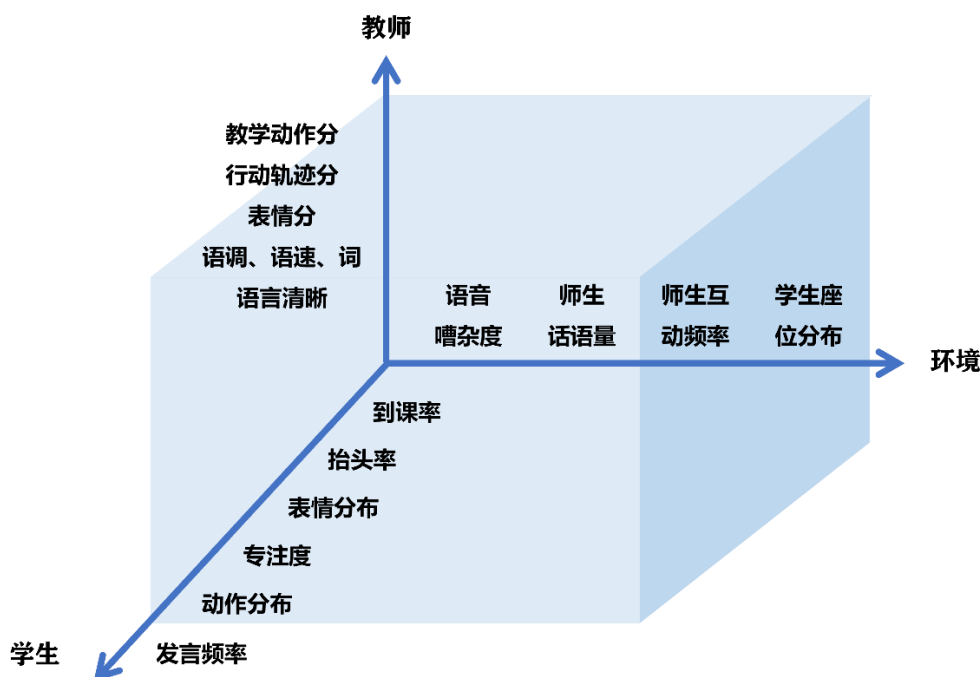 教师
教学动作分
行动轨迹分
表情分
语调、语速、词
语言清晰
语音
嘈杂度
师生
话语量
师生互
动频率
学生座
位分布
环境
到课率
抬头率
表情分布
专注度
动作分布
发言频率
学生